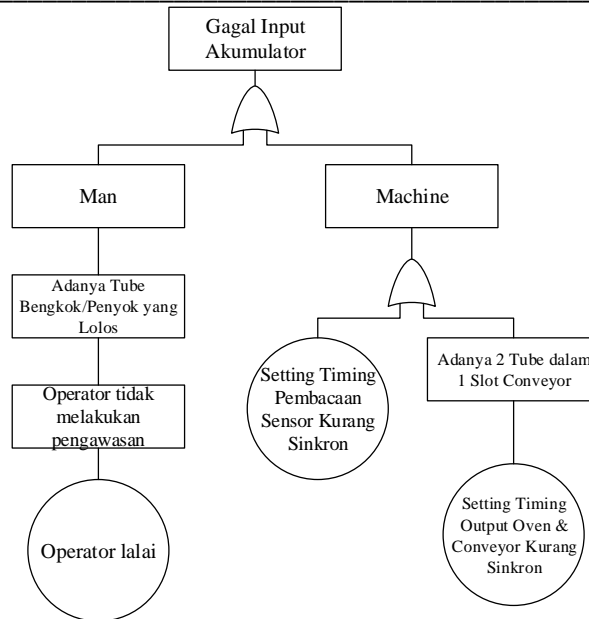 Gagal Input
Akumulator
Man
Machine
Adanya Tube
Bengkok/Penyok yang
Lolos
Operator tidak
melakukan
pengawasan
Operator lalai
Setting Timing
Pembacaan
Sensor Kurang
Sinkron
Adanya 2 Tube dalam
1 Slot Conveyor
Setting Timing
Output Oven &
Conveyor Kurang
Sinkron